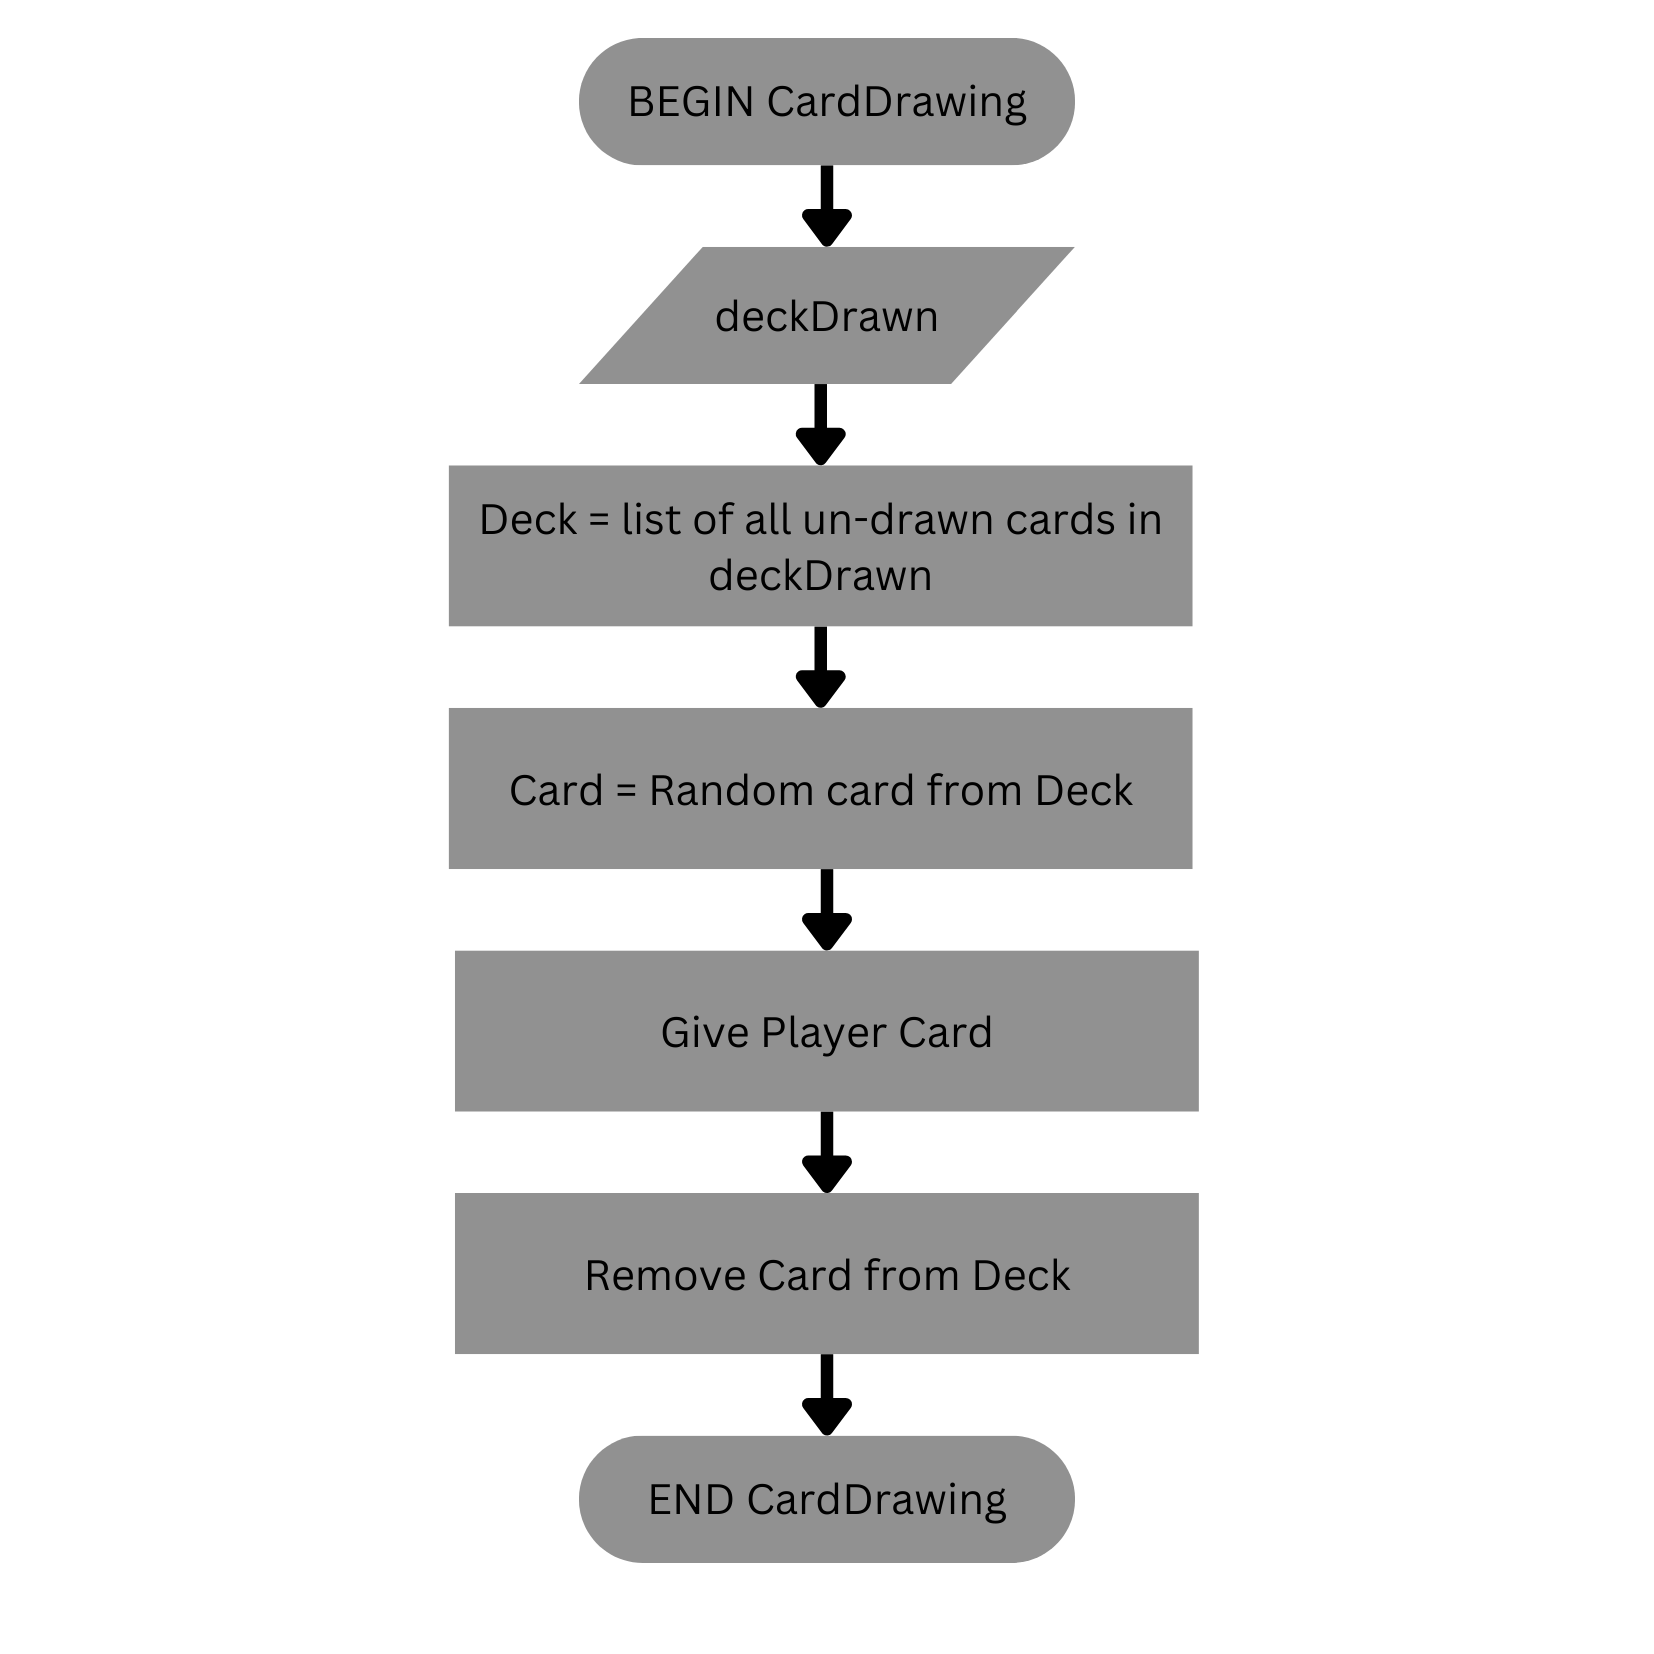 BEGIN CardDrawing
deckDrawn
Deck = list of all un-drawn cards in
deckDrawn
Card = Random card from Deck
Give Player Card
Remove Card from Deck
END CardDrawing